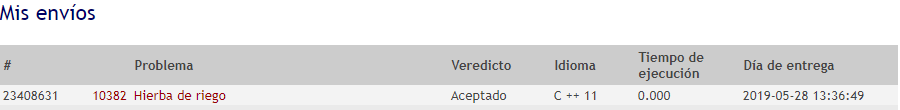 Mis envíos
# Problema Veredicto Idioma Tiempo de ejecución Día de entrega
23408631 10382 Hierba de riego Aceptado C ++ 11 0.000 2019-05-28 13:36:49